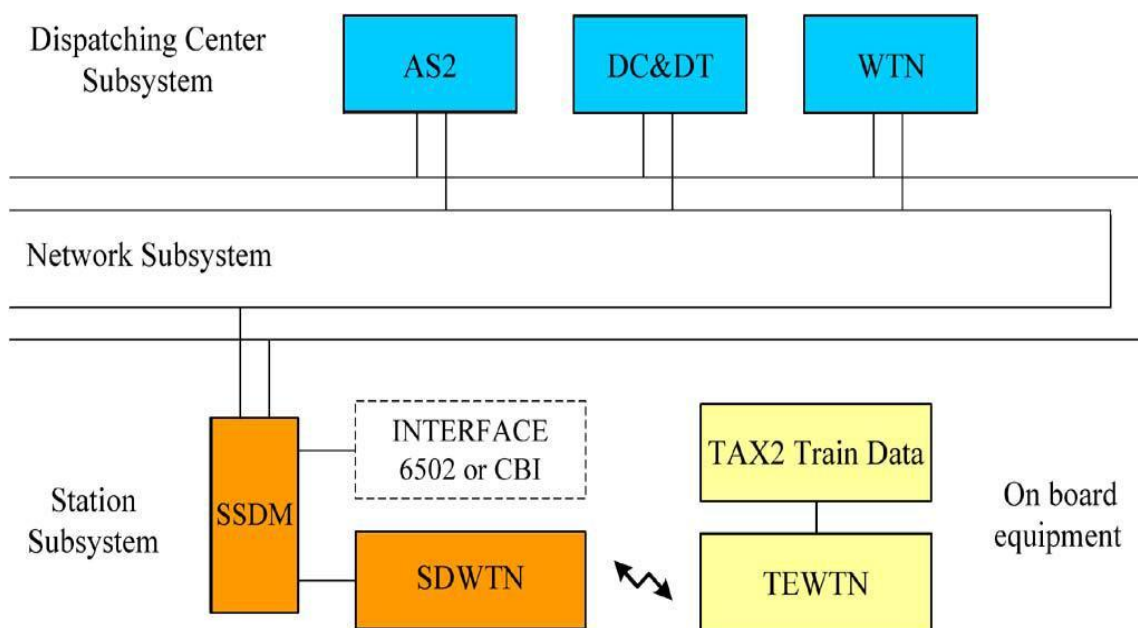 Dispatching Center
Subsystem
AS2
DC&DT
WTN
Network Subsystem
Station
Subsystem
SSDM
INTERFACE
6502 or CBI
SDWTN
TAX2 Train Data
TEWTN
On board
equipment